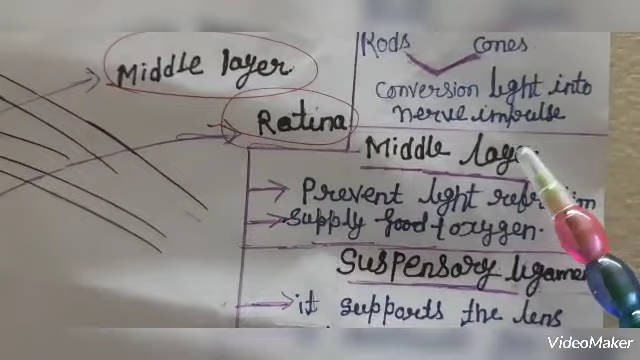 Rods cones
Middle layer
conversion light into
nerve impulse
Retina
Middle
Prevent light
Supply food & oxygen.
Suspensory
it supports the lens
VideoMaker